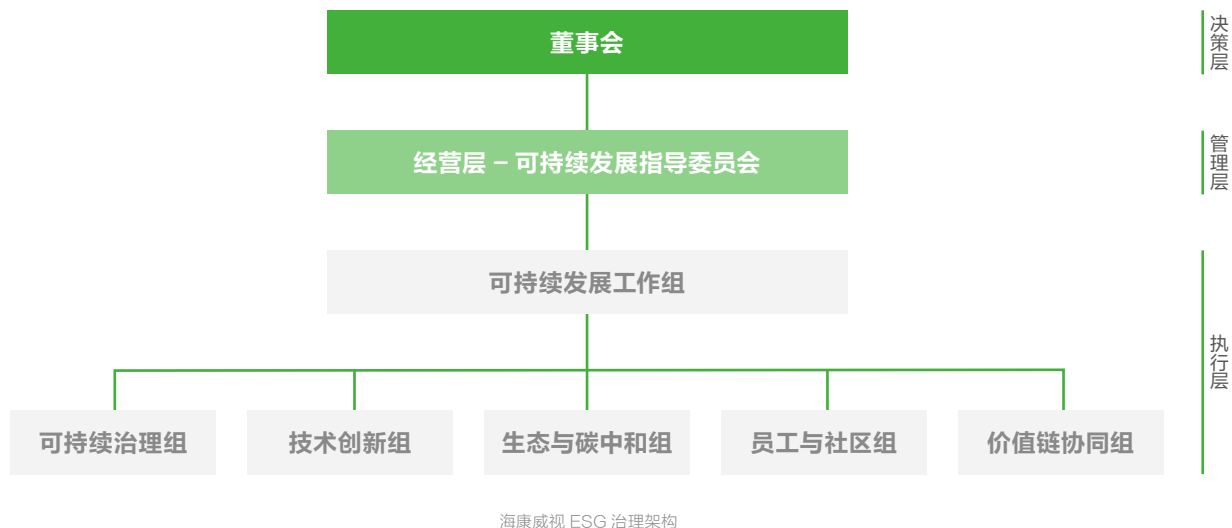 董事会
决策层
经营层 – 可持续发展指导委员会
管理层
可持续发展工作组
执行层
可持续治理组
技术创新组
生态与碳中和组
员工与社区组
价值链协同组
海康威视 ESG 治理架构